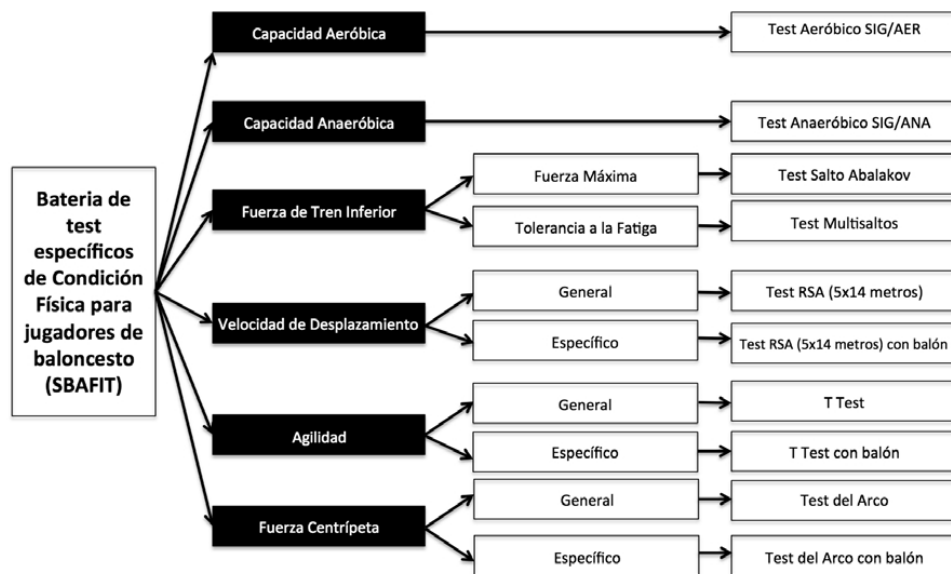 Capacidad Aeróbica
Test Aeróbico SIG/AER
Capacidad Anaeróbica
Test Anaeróbico SIG/ANA
Bateria de
test
específicos
de Condición
Física para
jugadores de
baloncesto
(SBAFIT)
Fuerza de Tren Inferior
Fuerza Máxima
Test Salto Abalakov
Tolerancia a la Fatiga
Test Multisaltos
Velocidad de Desplazamiento
General
Test RSA (5x14 metros)
Específico
Test RSA (5x14 metros) con balón
Agilidad
General
T Test
Específico
T Test con balón
Fuerza Centrípeta
General
Test del Arco
Específico
Test del Arco con balón